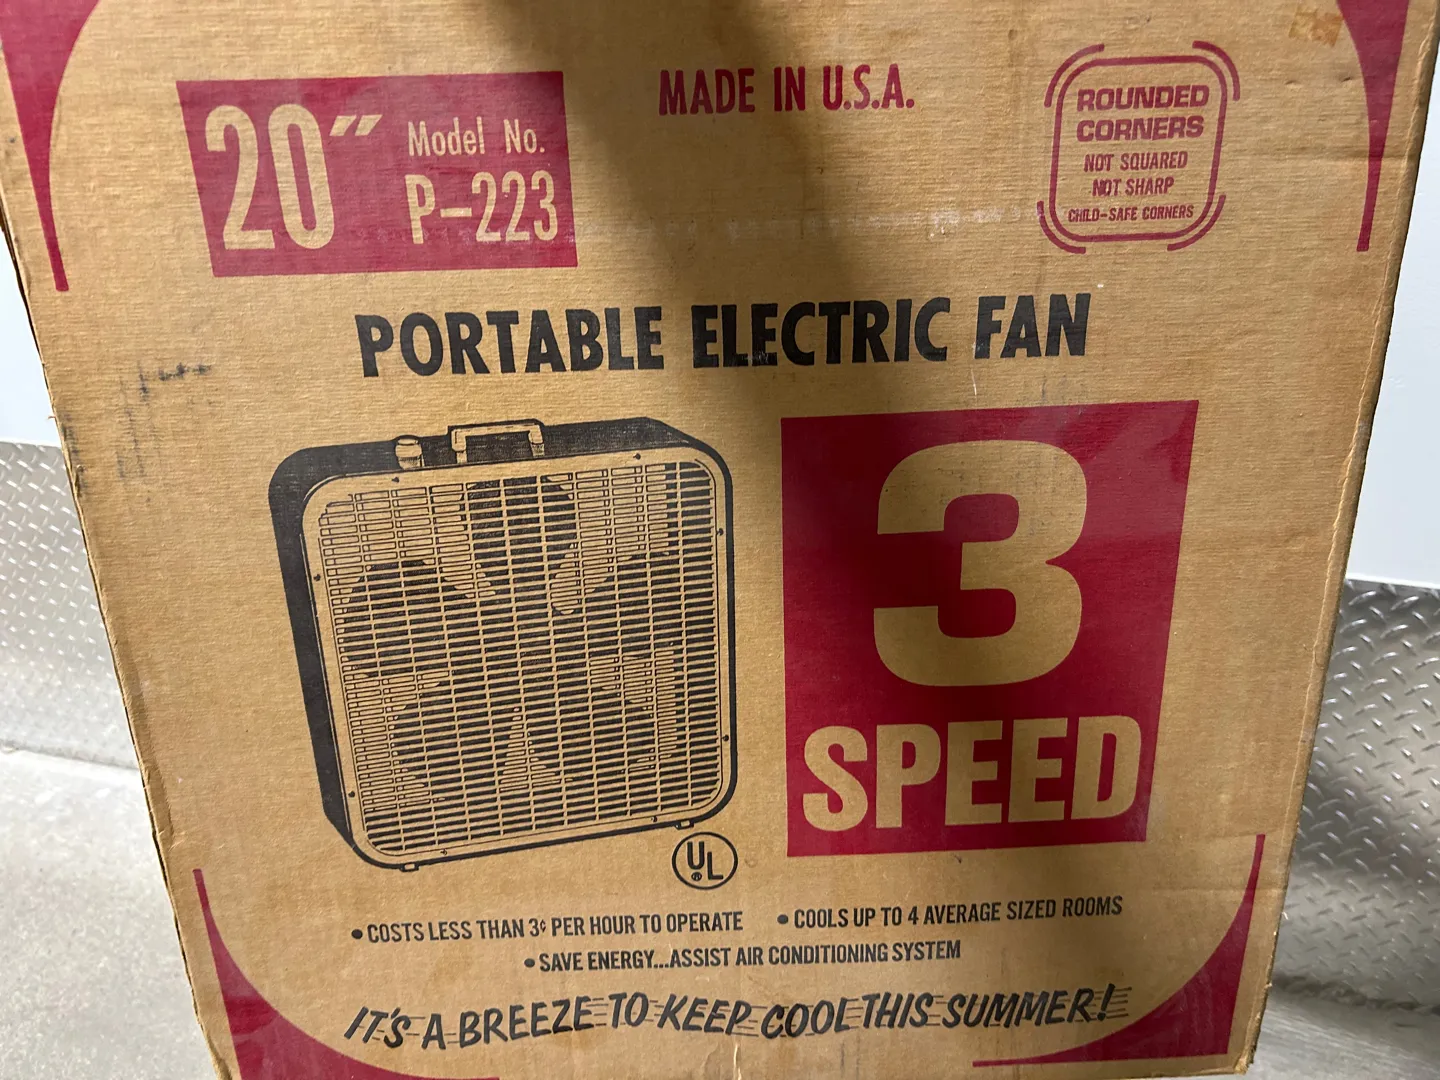 20" Model No.
P-223
MADE IN U.S.A.
ROUNDED
CORNERS
NOT SQUARED
NOT SHARP
CHILD-SAFE CORNERS
PORTABLE ELECTRIC FAN
3
SPEED
UL
®
• COSTS LESS THAN 3¢ PER HOUR TO OPERATE
• COOLS UP TO 4 AVERAGE SIZED ROOMS
• SAVE ENERGY...ASSIST AIR CONDITIONING SYSTEM
IT'S A BREEZE TO KEEP COOL THIS SUMMER!